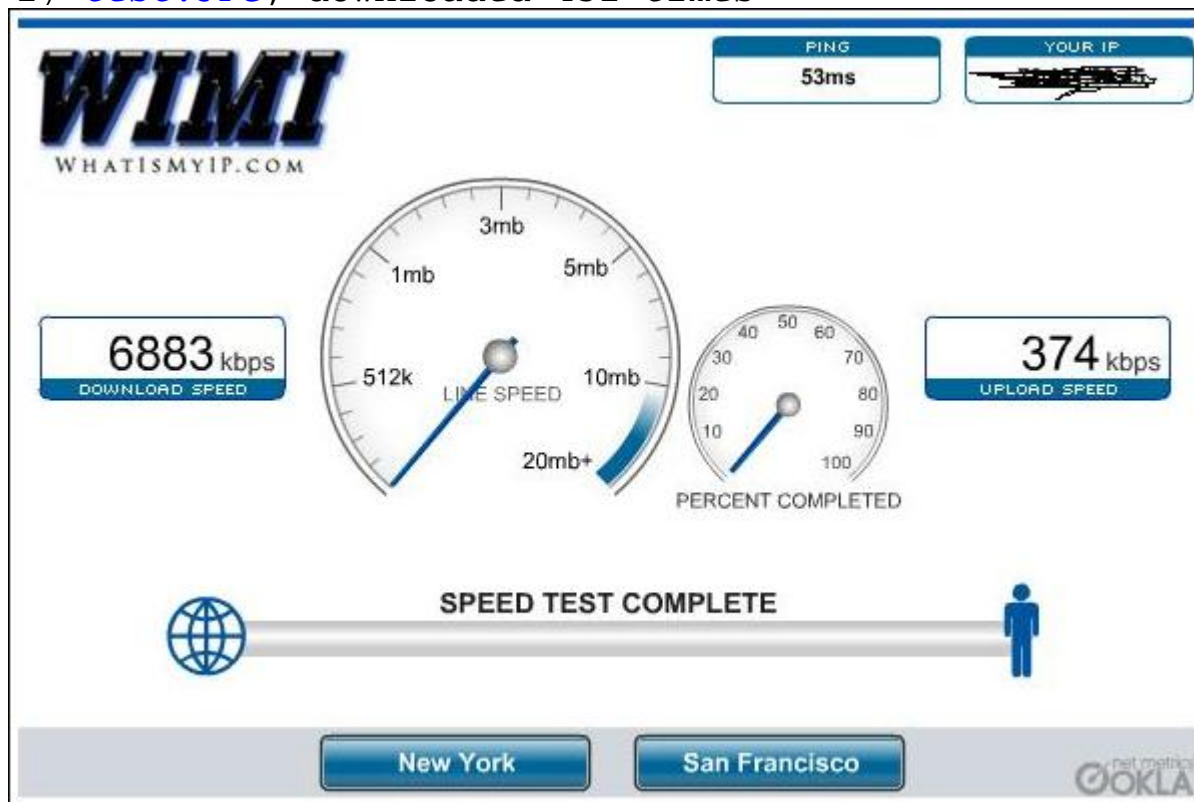 WIMI
WHATISMYIP.COM
PING
53ms
YOUR IP
3mb
1mb
5mb
512k
10mb
LINE SPEED
20mb+
6883 kbps
DOWNLOAD SPEED
50
40
60
30
70
20
80
10
90
100
PERCENT COMPLETED
374 kbps
UPLOAD SPEED
SPEED TEST COMPLETE
New York
San Francisco
net metrics
OOKLA